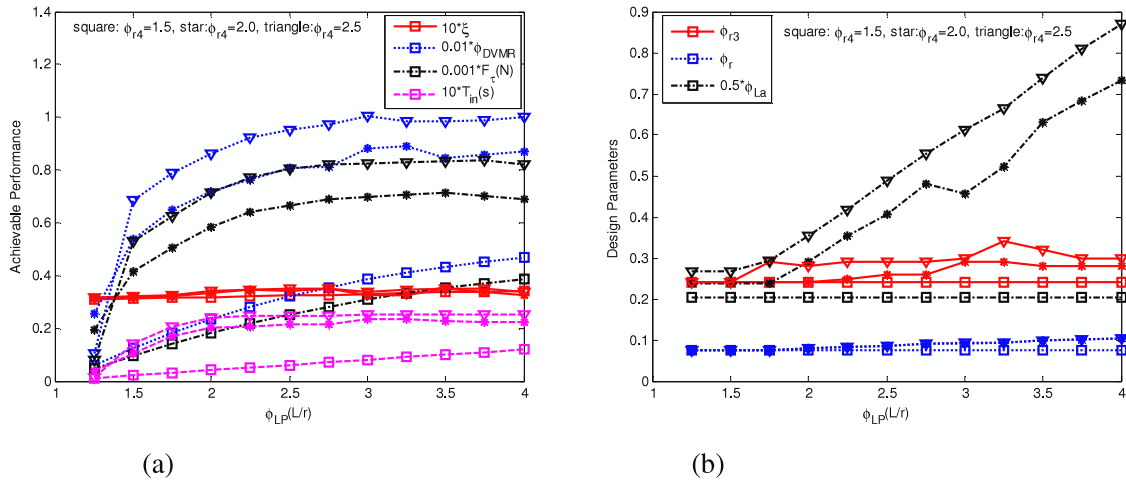 square: ϕr4=1.5, star:ϕr4=2.0, triangle:ϕr4=2.5
10*ξ
0.01*ϕDVMR
0.001*Fτ(N)
10*Tin(s)
Achievable Performance
1.4
1.2
1
0.8
0.6
0.4
0.2
0
1 1.5 2 2.5 3 3.5 4
ϕLP(L/r)
(a)
square: ϕr4=1.5, star:ϕr4=2.0, triangle:ϕr4=2.5
ϕr3
ϕr
0.5*ϕLa
Design Parameters
0.9
0.8
0.7
0.6
0.5
0.4
0.3
0.2
0.1
0
1 1.5 2 2.5 3 3.5 4
ϕLP(L/r)
(b)